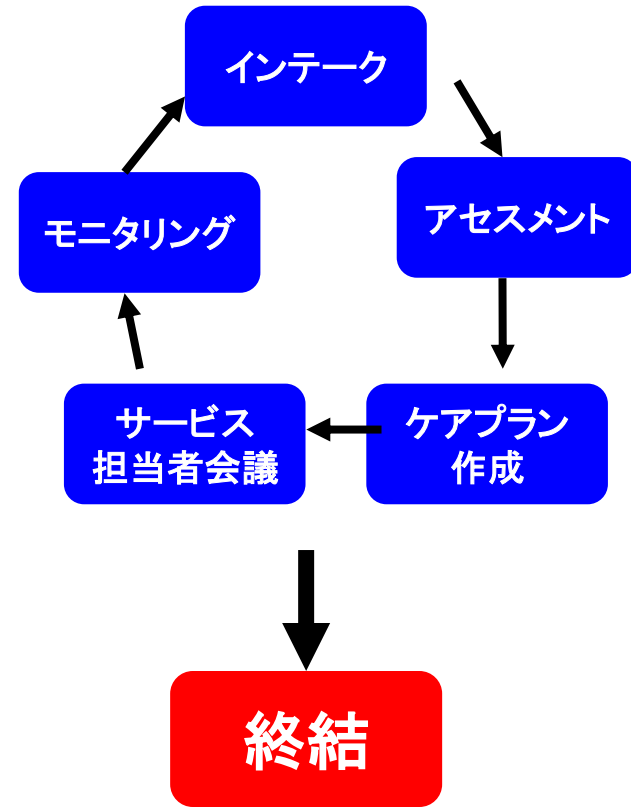 インテーク
アセスメント
モニタリング
サービス
担当者会議
ケアプラン
作成
終結